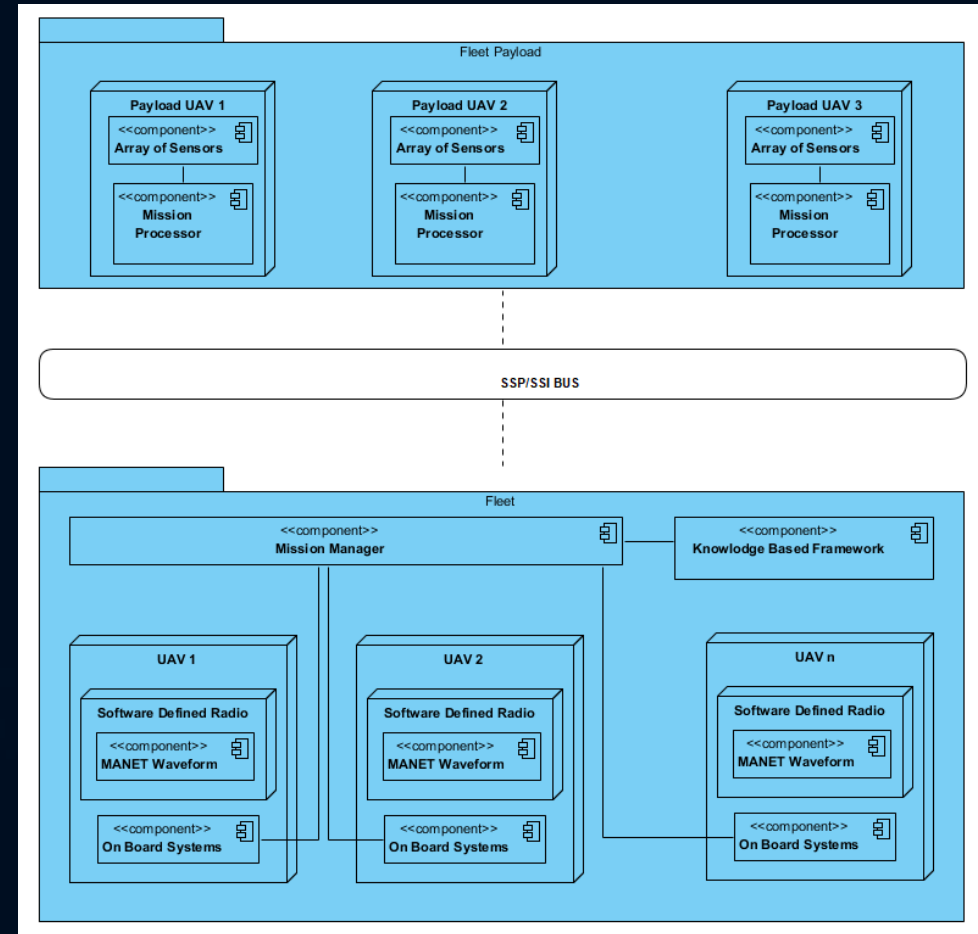 Fleet Payload
Payload UAV 1
<<component>>
Array of Sensors
<<component>>
Mission
Processor
Payload UAV 2
<<component>>
Array of Sensors
<<component>>
Mission
Processor
Payload UAV 3
<<component>>
Array of Sensors
<<component>>
Mission
Processor
SSP/SSI BUS
Fleet
<<component>>
Mission Manager
<<component>>
Knowlodge Based Framework
UAV 1
Software Defined Radio
<<component>>
MANET Waveform
<<component>>
On Board Systems
UAV 2
Software Defined Radio
<<component>>
MANET Waveform
<<component>>
On Board Systems
UAV n
Software Defined Radio
<<component>>
MANET Waveform
<<component>>
On Board Systems